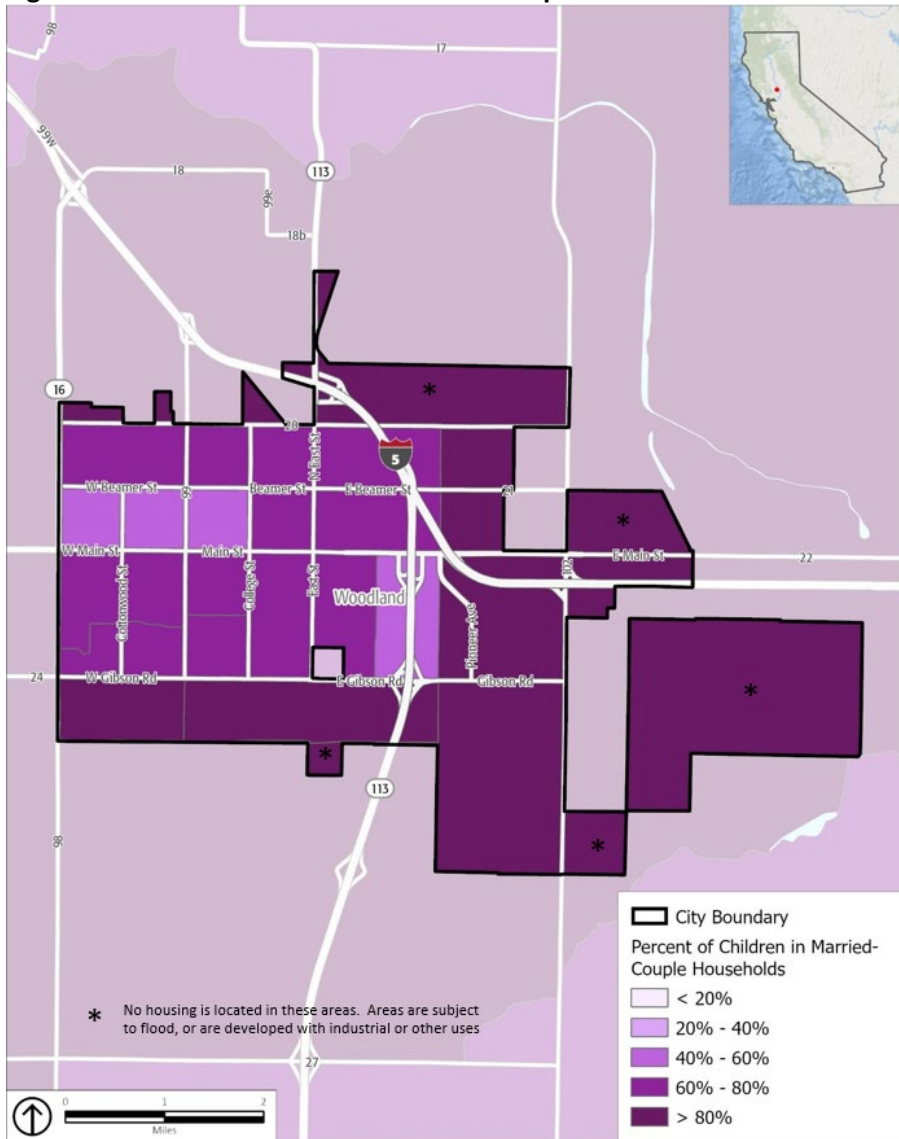 98
17
99w
18
113
99e
18b
16
20
N East St
5
W Beamer St
99
Beamer St
E Beamer St
21
W Main St
Main St
E Main St
22
102
Cottonwood St
College St
East St
Woodland
Pioneer Ave
24
W Gibson Rd
E Gibson Rd
Gibson Rd
*
*
*
*
*
113
98
City Boundary
Percent of Children in Married-
Couple Households
< 20%
20% - 40%
40% - 60%
60% - 80%
> 80%
* No housing is located in these areas. Areas are subject
to flood, or are developed with industrial or other uses
27
0 1 2
Miles